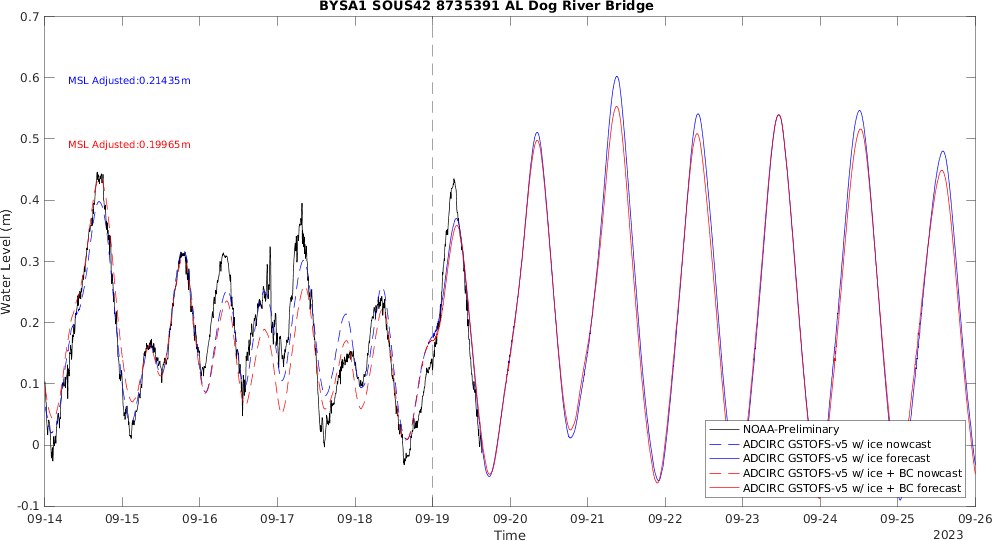 BYSA1 SOUS42 8735391 AL Dog River Bridge
0.7
0.6
0.5
0.4
0.3
0.2
0.1
0
-0.1
Water Level (m)
MSL Adjusted:0.21435m
MSL Adjusted:0.19965m
NOAA-Preliminary
ADCIRC GSTOFS-v5 w/ ice nowcast
ADCIRC GSTOFS-v5 w/ ice forecast
ADCIRC GSTOFS-v5 w/ ice + BC nowcast
ADCIRC GSTOFS-v5 w/ ice + BC forecast
09-14 09-15 09-16 09-17 09-18 09-19 09-20 09-21 09-22 09-23 09-24 09-25 09-26
Time
2023